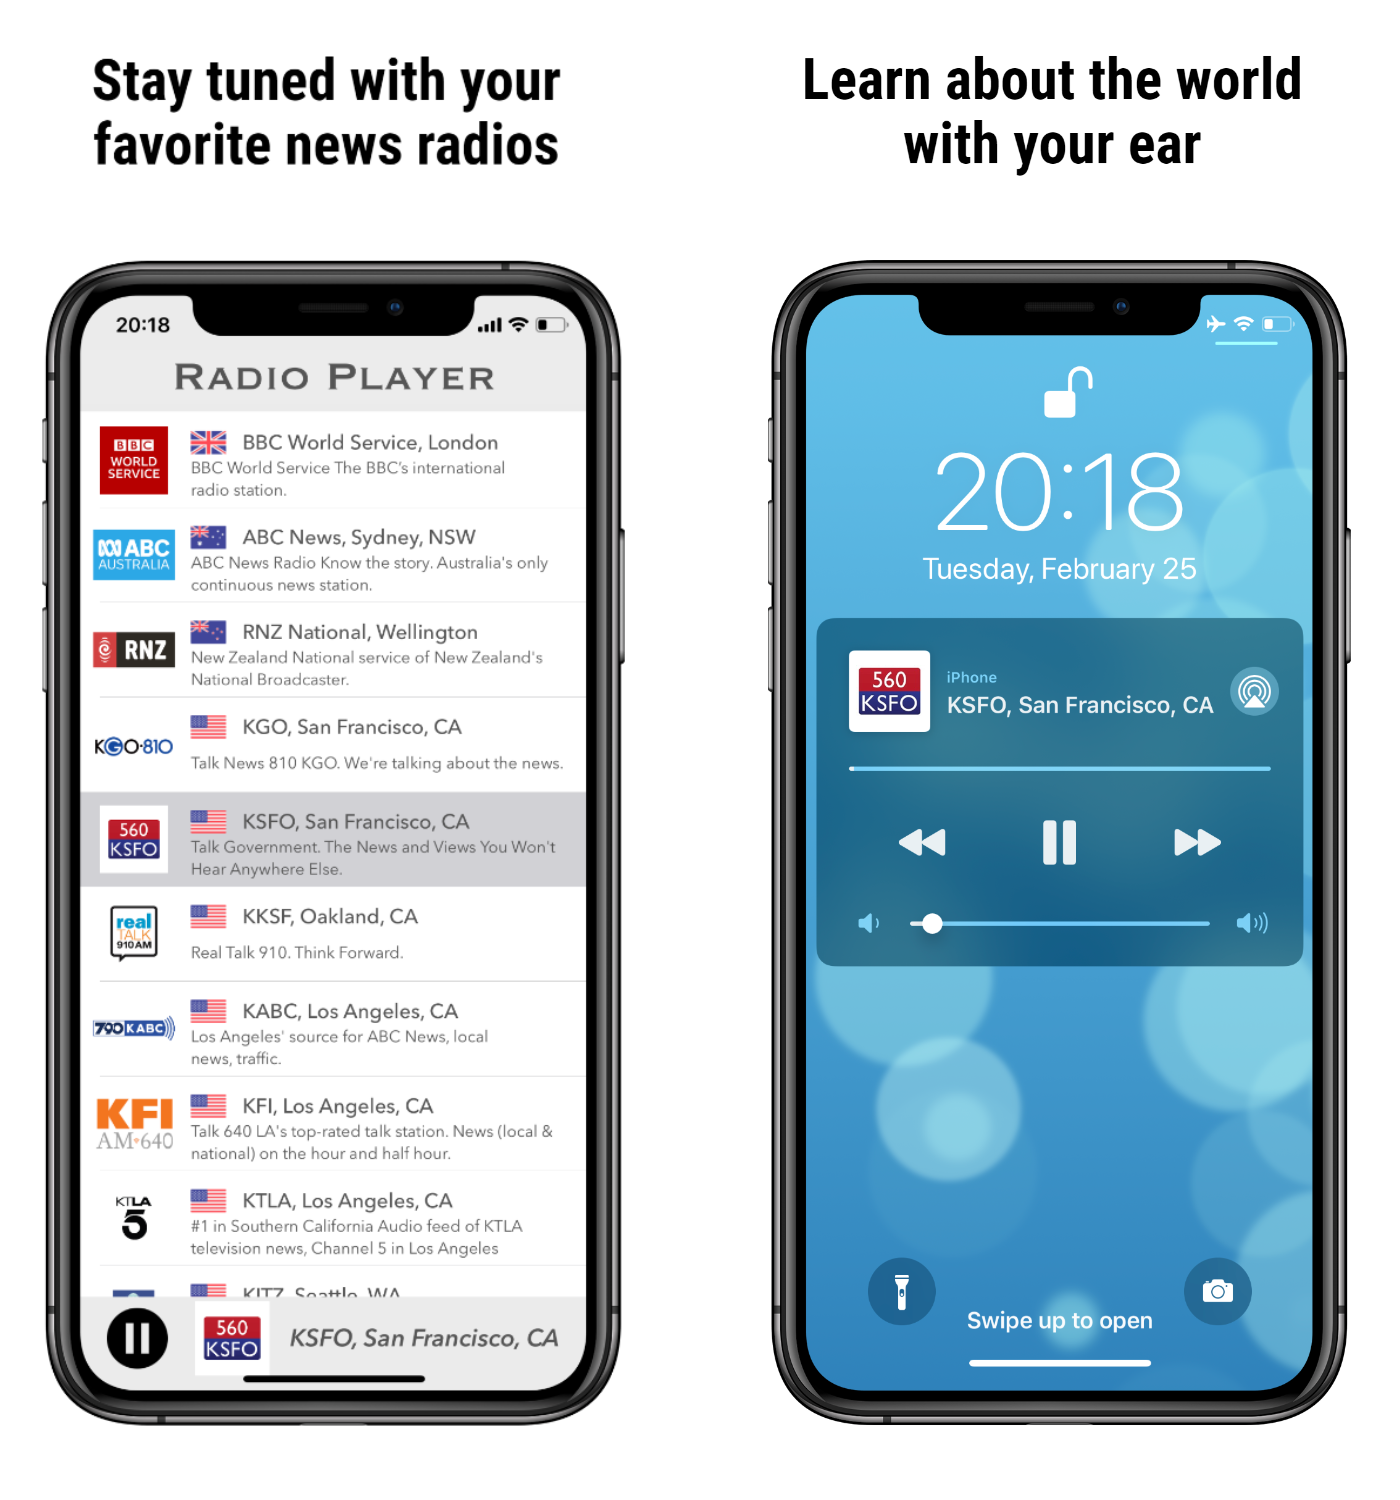 Stay tuned with your
favorite news radios
20:18
RADIO PLAYER
BBC
WORLD
SERVICE
BBC World Service, London
BBC World Service The BBC's international
radio station.
ABC
AUSTRALIA
ABC News, Sydney, NSW
ABC News Radio Know the story. Australia's only
continuous news station.
RNZ
RNZ National, Wellington
New Zealand National service of New Zealand's
National Broadcaster.
KGO·810
KGO, San Francisco, CA
Talk News 810 KGO. We're talking about the news.
560
KSFO
KSFO, San Francisco, CA
Talk Government. The News and Views You Won't
Hear Anywhere Else.
real
TALK
910AM
KKSF, Oakland, CA
Real Talk 910. Think Forward.
790 KABC
KABC, Los Angeles, CA
Los Angeles' source for ABC News, local
news, traffic.
KFI
AM·640
KFI, Los Angeles, CA
Talk 640 LA's top-rated talk station. News (local &
national) on the hour and half hour.
KTLA
5
KTLA, Los Angeles, CA
#1 in Southern California Audio feed of KTLA
television news, Channel 5 in Los Angeles
KITZ, Seattle, WA
560
KSFO
KSFO, San Francisco, CA
Learn about the world
with your ear
20:18
Tuesday, February 25
560
KSFO
iPhone
KSFO, San Francisco, CA
Swipe up to open